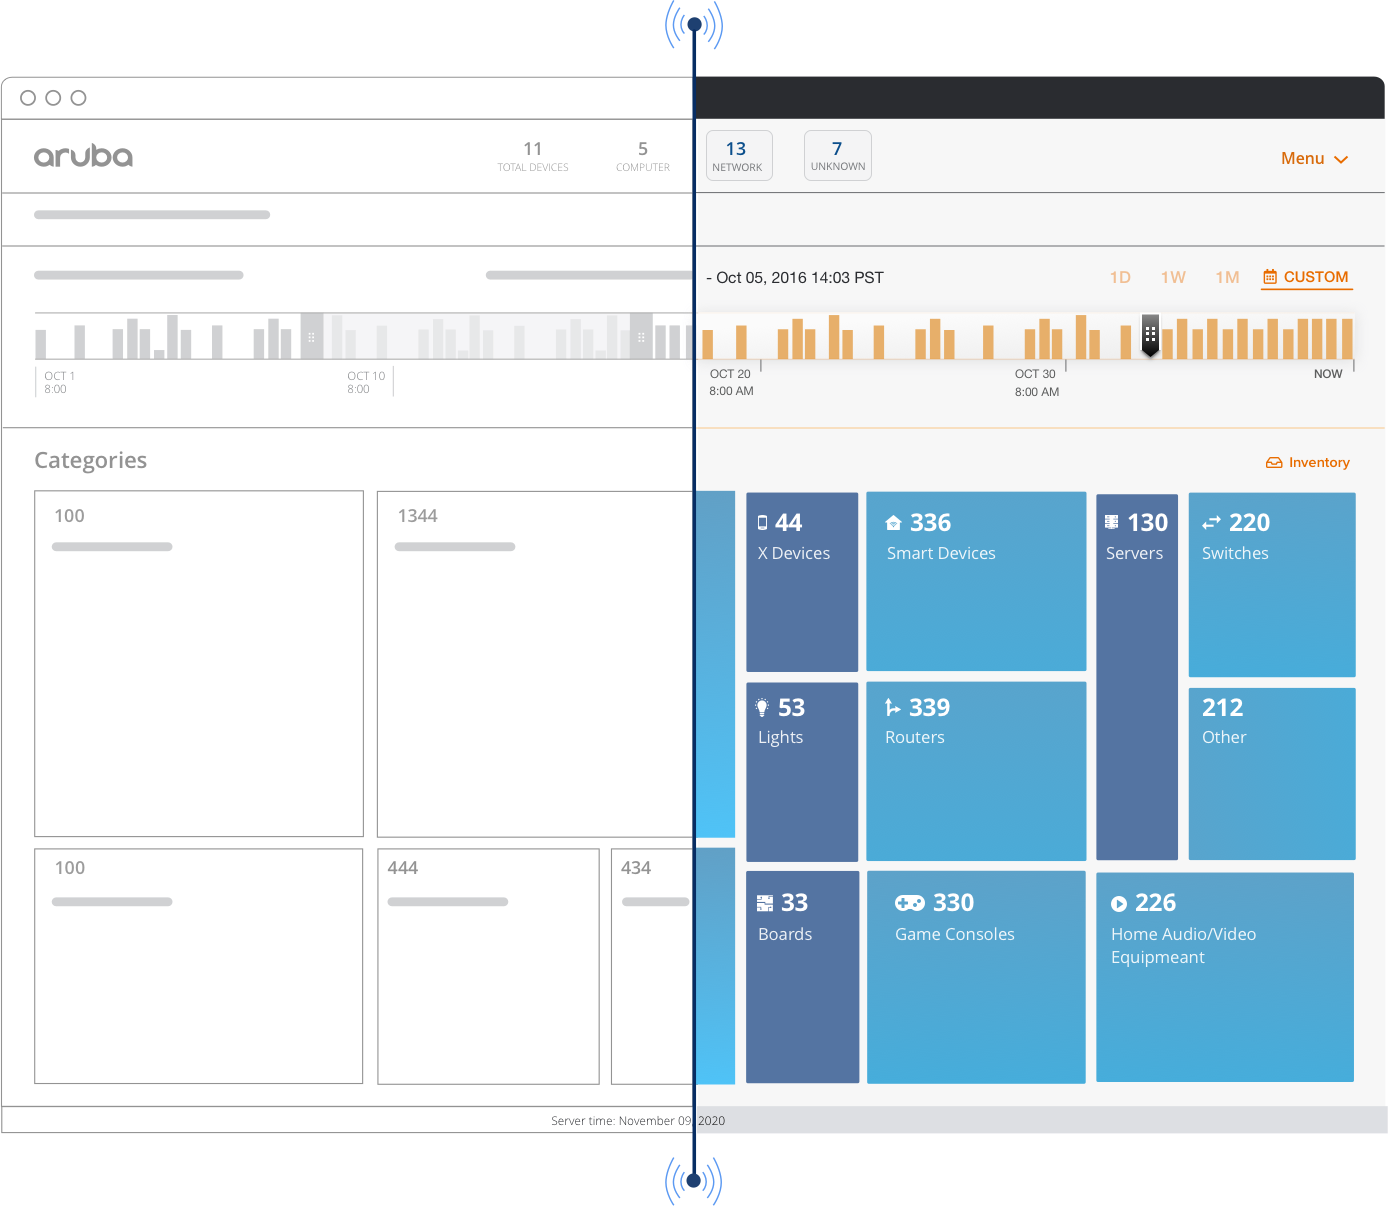 aruba
11
TOTAL DEVICES
5
COMPUTER
13
NETWORK
7
UNKNOWN
Menu
- Oct 05, 2016 14:03 PST
1D
1W
1M
CUSTOM
OCT 1
8:00
OCT 10
8:00
OCT 20
8:00 AM
OCT 30
8:00 AM
NOW
Categories
Inventory
100
1344
44
X Devices
336
Smart Devices
130
Servers
220
Switches
53
Lights
339
Routers
212
Other
100
444
434
33
Boards
330
Game Consoles
226
Home Audio/Video
Equipmeant
Server time: November 09, 2020